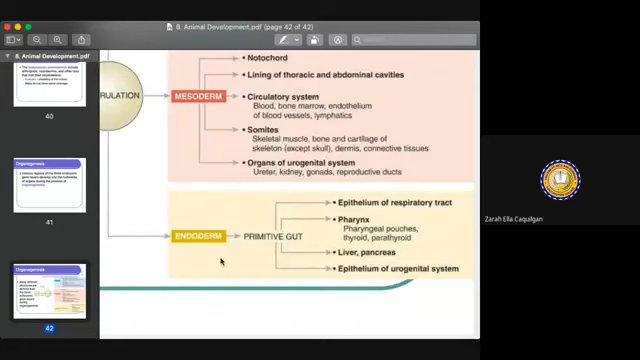 8. Animal Development.pdf (page 42 of 42)
Search
8. Animal Development.pdf
40
Organogenesis
41
Organogenesis
42
RULATION
MESODERM
• Notochord
• Lining of thoracic and abdominal cavities
• Circulatory system
Blood, bone marrow, endothelium
of blood vessels, lymphatics
• Somites
Skeletal muscle, bone and cartilage of
skeleton (except skull), dermis, connective tissues
• Organs of urogenital system
Ureter, kidney, gonads, reproductive ducts
ENDODERM
PRIMITIVE GUT
• Epithelium of respiratory tract
• Pharynx
Pharyngeal pouches,
thyroid, parathyroid
• Liver, pancreas
• Epithelium of urogenital system
Zarah Ella Caquilgan